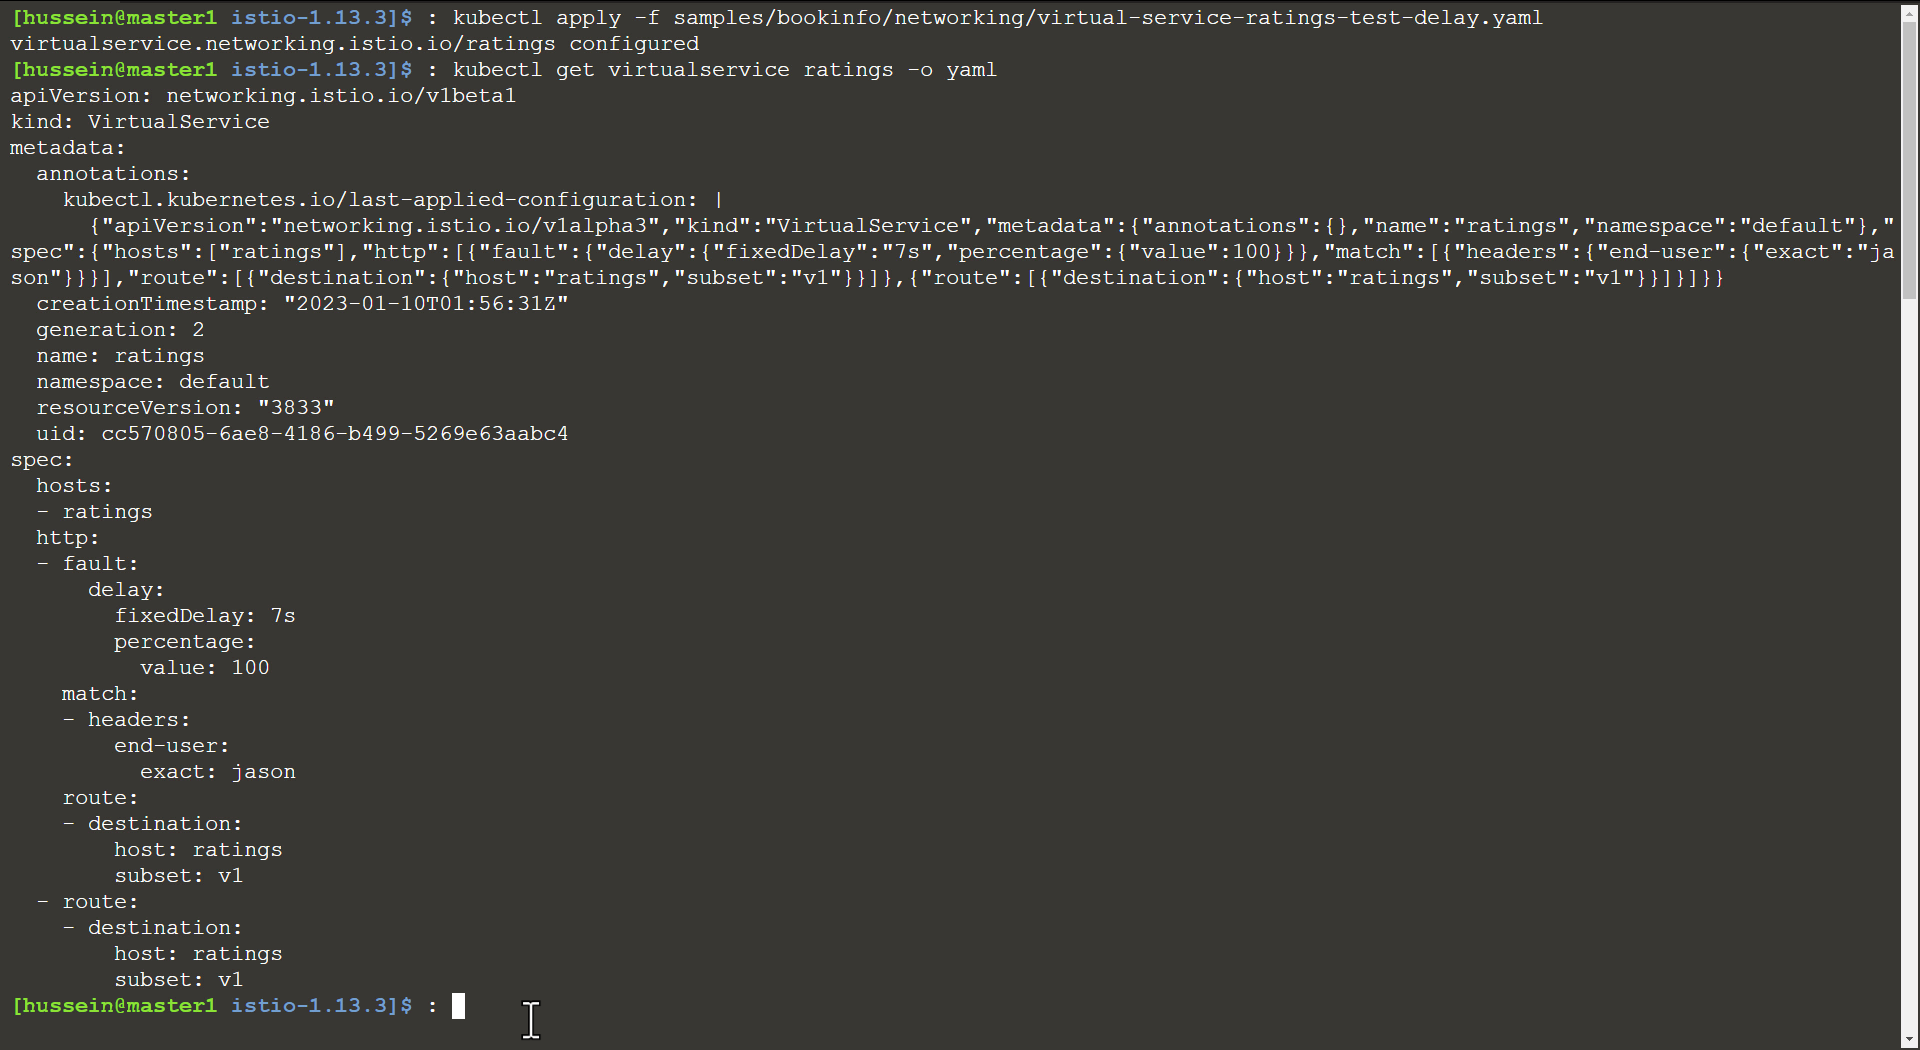 [hussein@master1 istio-1.13.3]$ : kubectl apply -f samples/bookinfo/networking/virtual-service-ratings-test-delay.yaml
virtualservice.networking.istio.io/ratings configured
[hussein@master1 istio-1.13.3]$ : kubectl get virtualservice ratings -o yaml
apiVersion: networking.istio.io/v1beta1
kind: VirtualService
metadata:
  annotations:
    kubectl.kubernetes.io/last-applied-configuration: |
      {"apiVersion":"networking.istio.io/v1alpha3","kind":"VirtualService","metadata":{"annotations":{},"name":"ratings","namespace":"default"},"
spec":{"hosts":["ratings"],"http":[{"fault":{"delay":{"fixedDelay":"7s","percentage":{"value":100}}},"match":[{"headers":{"end-user":{"exact":"ja
son"}}}],"route":[{"destination":{"host":"ratings","subset":"v1"}}]},{"route":[{"destination":{"host":"ratings","subset":"v1"}}]}]}}
  creationTimestamp: "2023-01-10T01:56:31Z"
  generation: 2
  name: ratings
  namespace: default
  resourceVersion: "3833"
  uid: cc570805-6ae8-4186-b499-5269e63aabc4
spec:
  hosts:
  - ratings
  http:
  - fault:
      delay:
        fixedDelay: 7s
        percentage:
          value: 100
    match:
    - headers:
        end-user:
          exact: jason
    route:
    - destination:
        host: ratings
        subset: v1
  - route:
    - destination:
        host: ratings
        subset: v1
[hussein@master1 istio-1.13.3]$ :